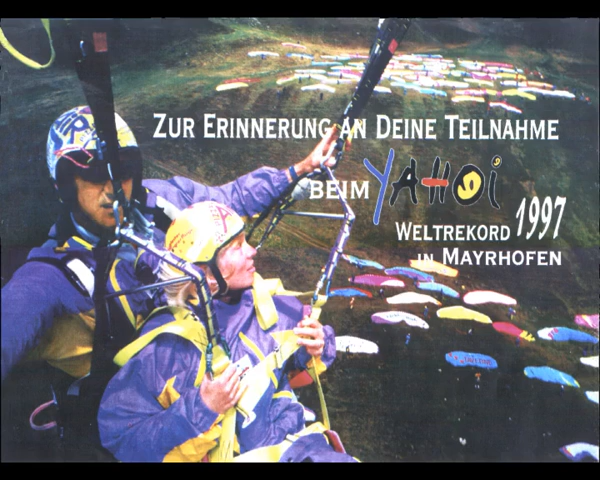 ZUR ERINNERUNG AN DEINE TEILNAHME
BEIM YAHOi
WELTREKORD 1997
IN MAYRHOFEN